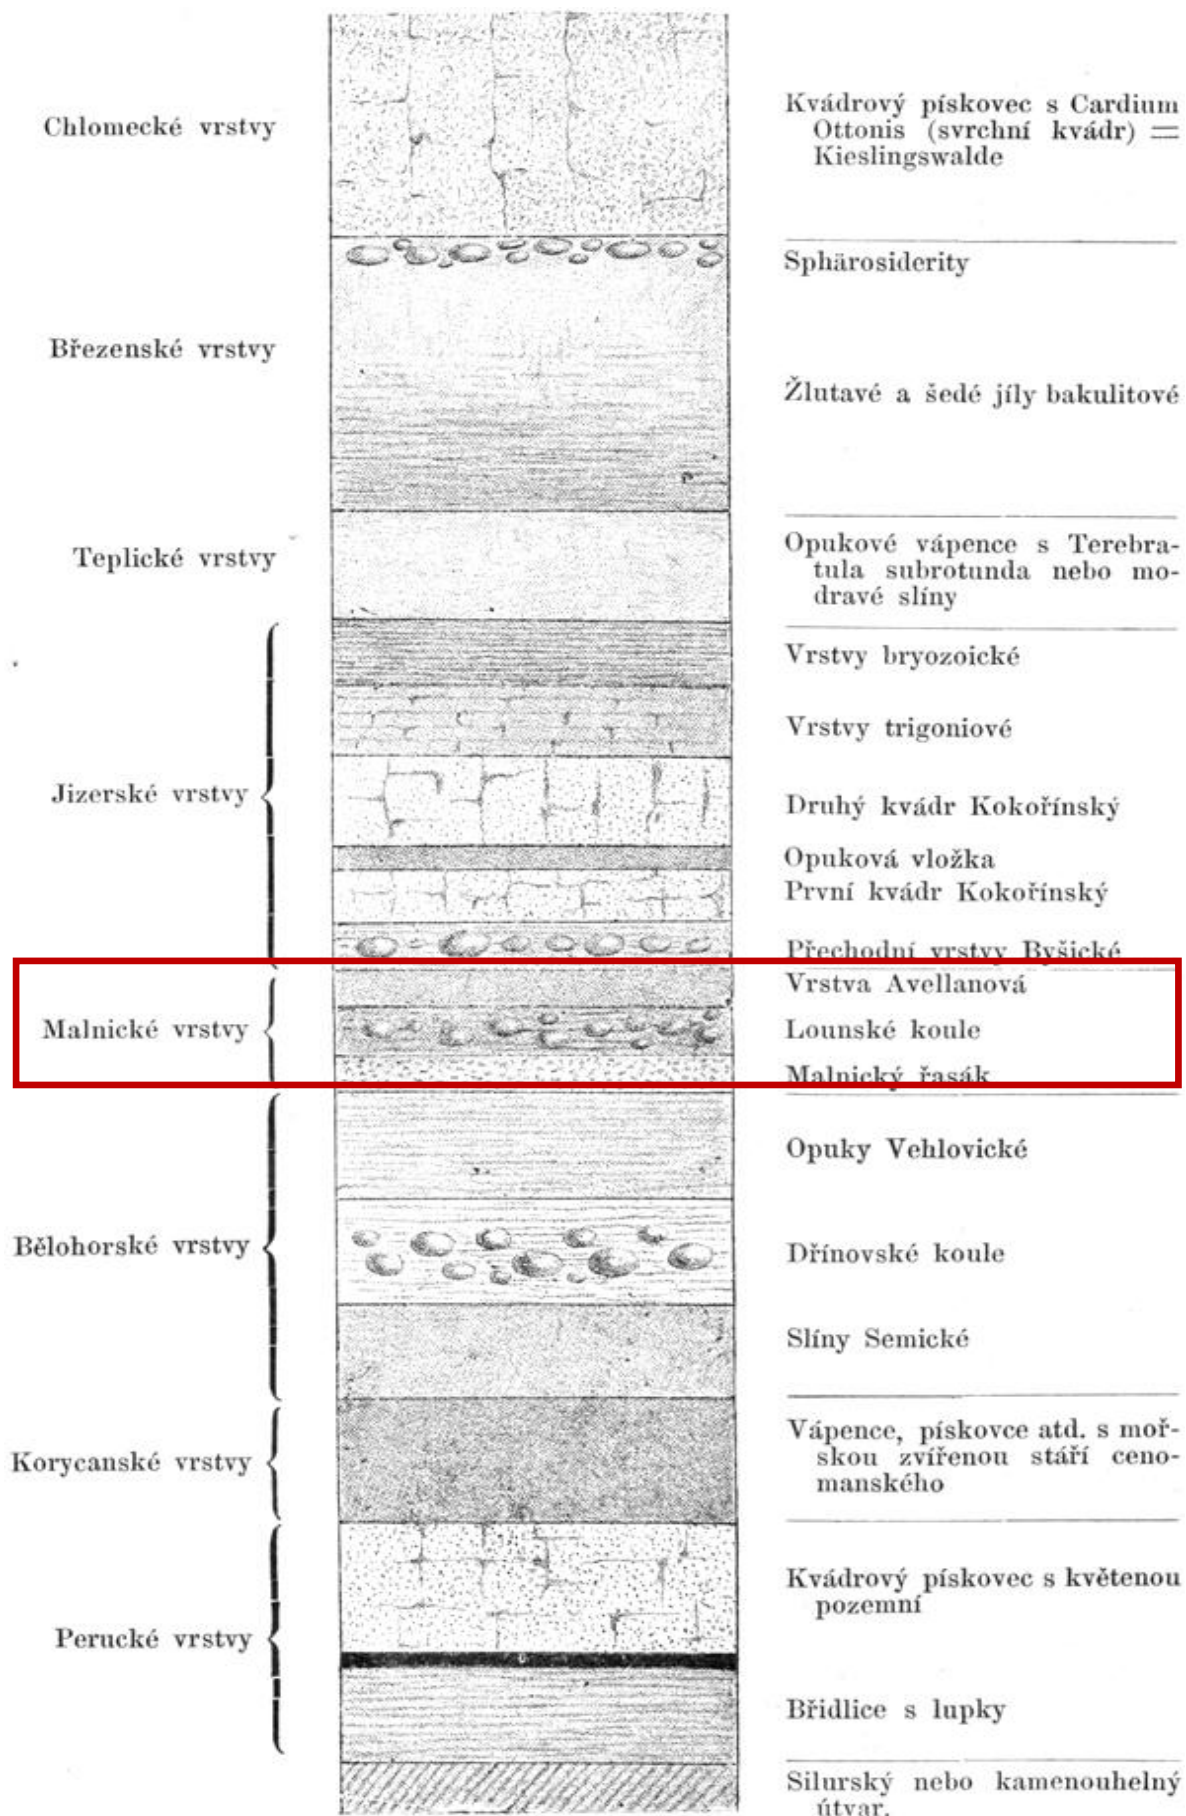 Chlomecké vrstvy
Kvádrový pískovec s Cardium
Ottonis (svrchní kvádr) =
Kieslingswalde
Sphärosiderity
Březenské vrstvy
Žlutavé a šedé jíly bakulitové
Teplické vrstvy
Opukové vápence s Terebra-
tula subrotunda nebo mo-
dravé slíny
Vrstvy bryozoické
Vrstvy trigoniové
Jizerské vrstvy
Druhý kvádr Kokořínský
Opuková vložka
První kvádr Kokořínský
Přechodní vrstvy Byšické
Vrstva Avellanová
Malnické vrstvy
Lounské koule
Malnický řasák
Opuky Vehlovické
Bělohorské vrstvy
Dřínovské koule
Slíny Semické
Korycanské vrstvy
Vápence, pískovce atd. s moř-
skou zvířenou stáří ceno-
manského
Kvádrový pískovec s květenou
pozemní
Perucké vrstvy
Břidlice s lupky
Silurský nebo kamenouhelný
útvar.